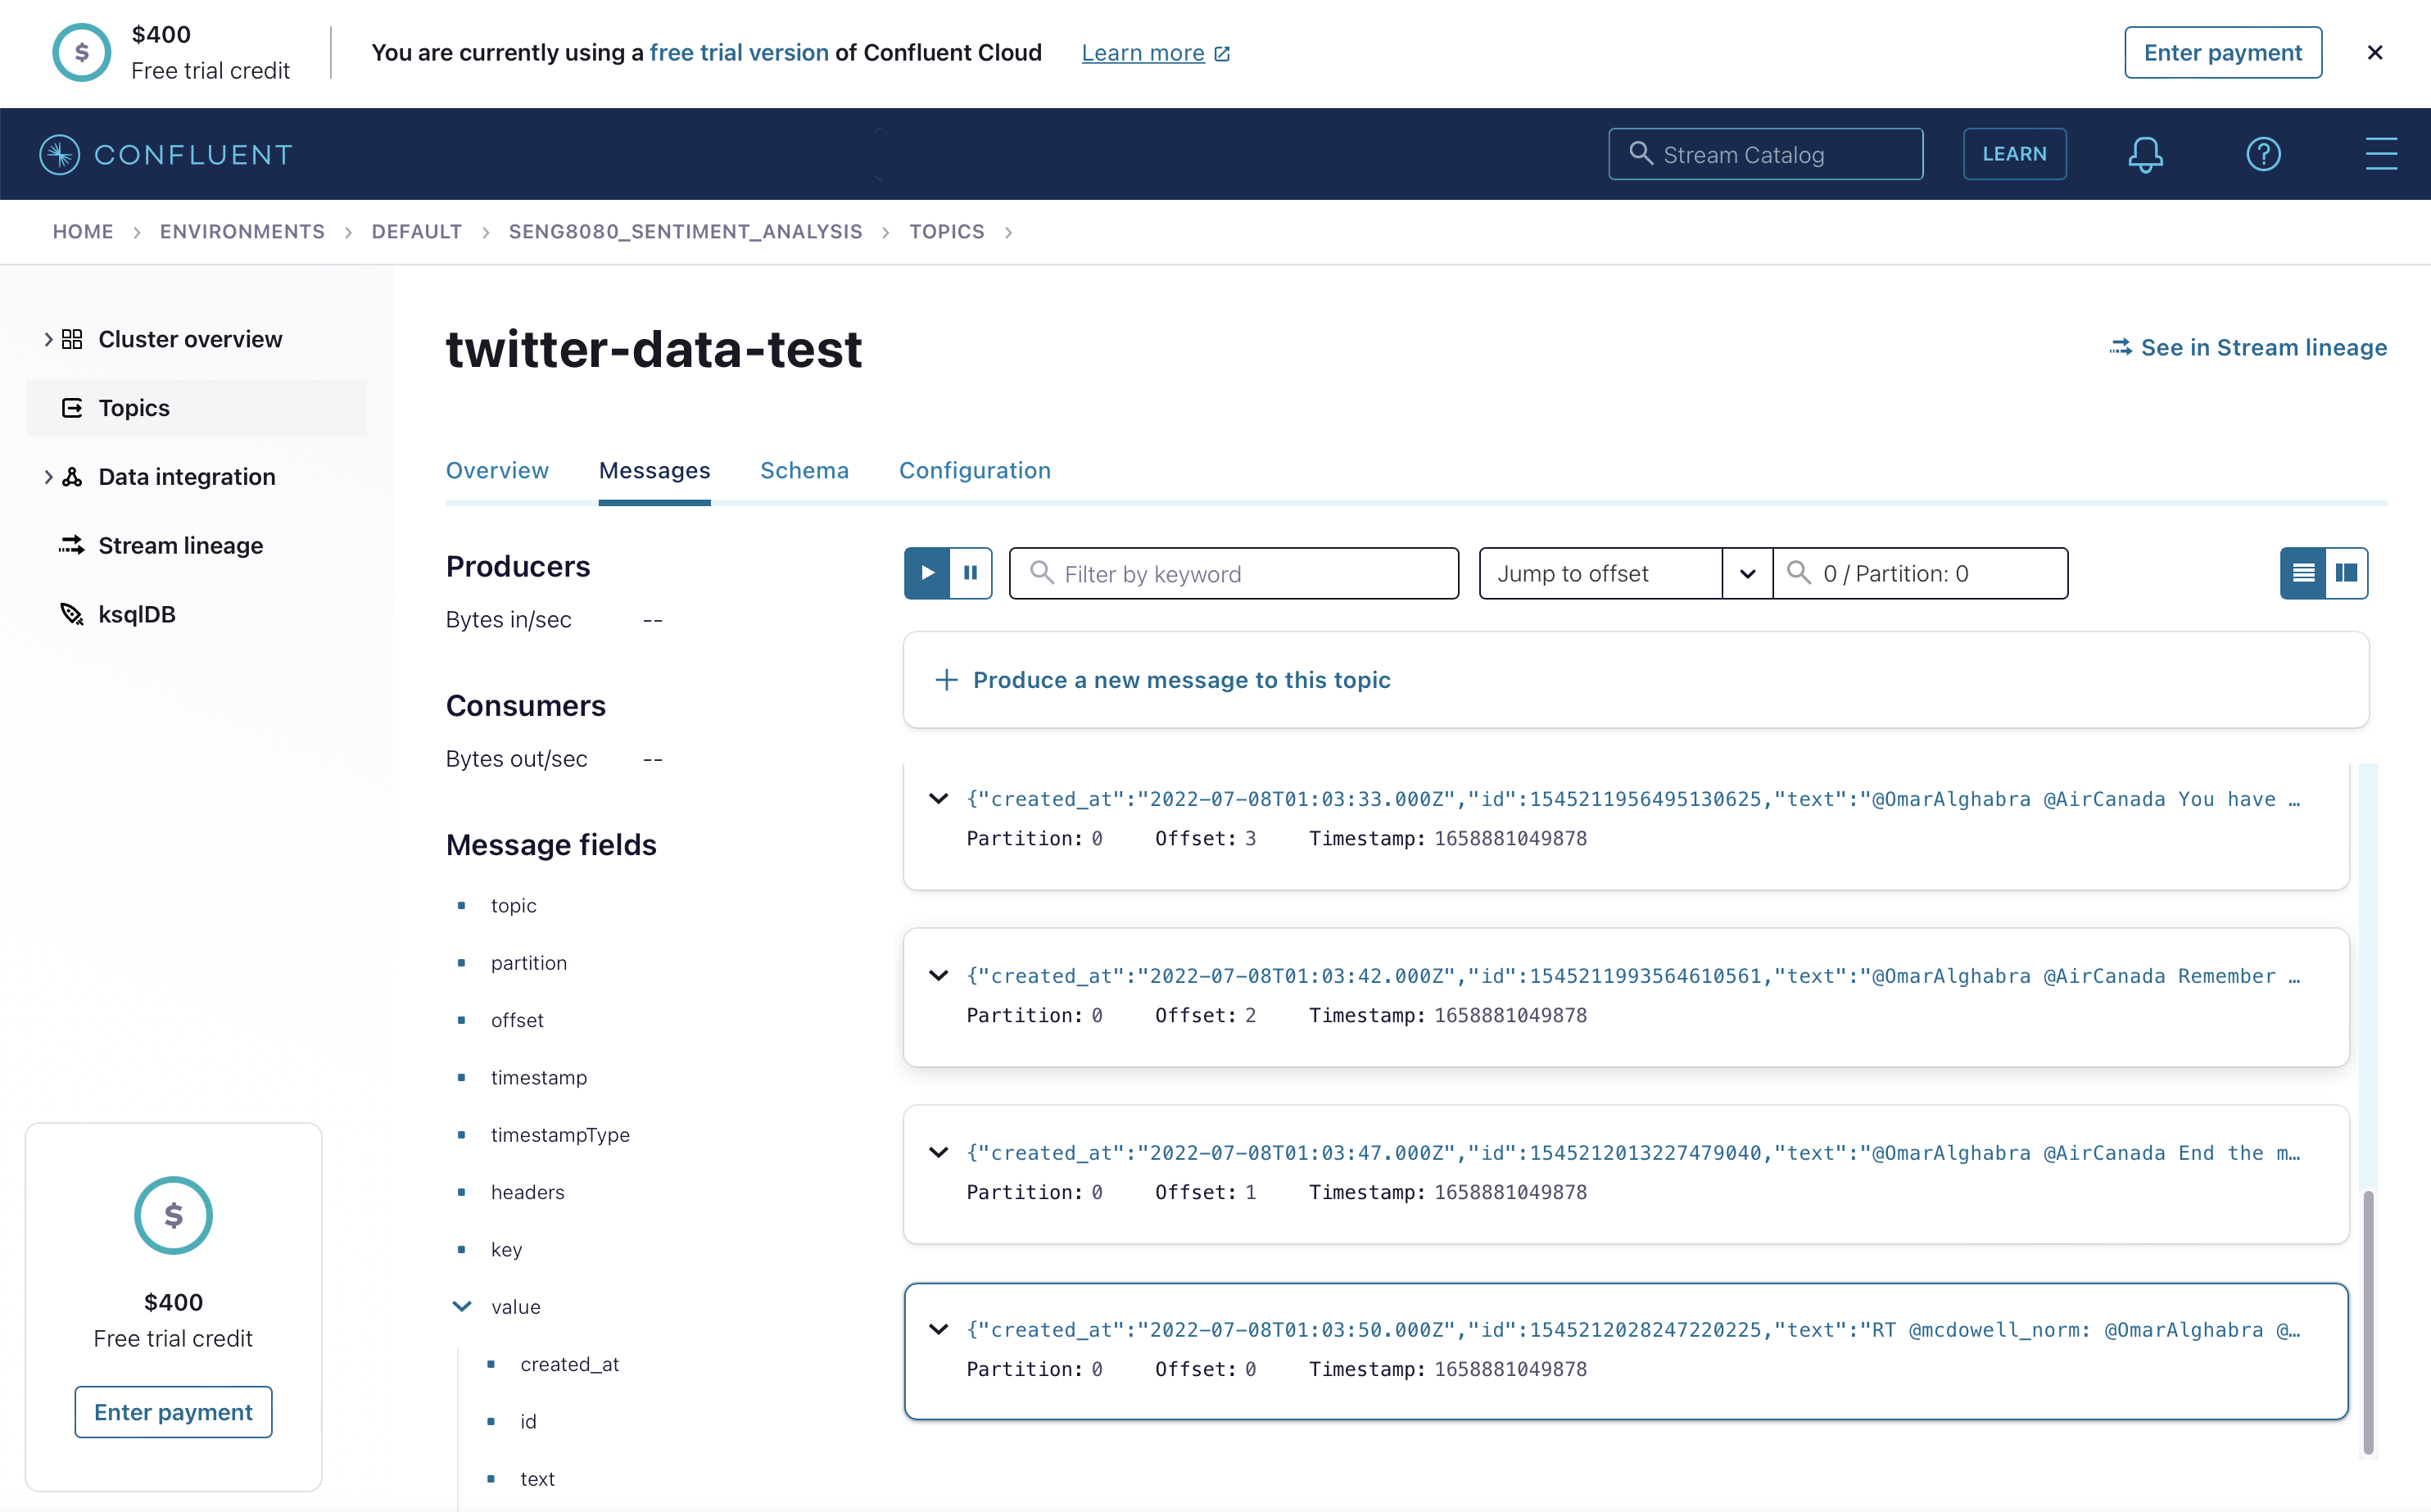 $400
Free trial credit
You are currently using a free trial version of Confluent Cloud
Learn more
Enter payment
CONFLUENT
Stream Catalog
LEARN
HOME > ENVIRONMENTS > DEFAULT > SENG8080_SENTIMENT_ANALYSIS > TOPICS >
Cluster overview
Topics
Data integration
Stream lineage
ksqlDB
$400
Free trial credit
Enter payment
twitter-data-test
See in Stream lineage
Overview Messages Schema Configuration
Producers
Bytes in/sec --
Consumers
Bytes out/sec --
Message fields
topic
partition
offset
timestamp
timestampType
headers
key
value
created_at
id
text
Filter by keyword
Jump to offset
0 / Partition: 0
+ Produce a new message to this topic
{"created_at":"2022-07-08T01:03:33.000Z","id":1545211956495130625,"text":"@OmarAlghabra @AirCanada You have …
Partition: 0 Offset: 3 Timestamp: 1658881049878
{"created_at":"2022-07-08T01:03:42.000Z","id":1545211993564610561,"text":"@OmarAlghabra @AirCanada Remember …
Partition: 0 Offset: 2 Timestamp: 1658881049878
{"created_at":"2022-07-08T01:03:47.000Z","id":1545212013227479040,"text":"@OmarAlghabra @AirCanada End the m…
Partition: 0 Offset: 1 Timestamp: 1658881049878
{"created_at":"2022-07-08T01:03:50.000Z","id":1545212028247220225,"text":"RT @mcdowell_norm: @OmarAlghabra @…
Partition: 0 Offset: 0 Timestamp: 1658881049878